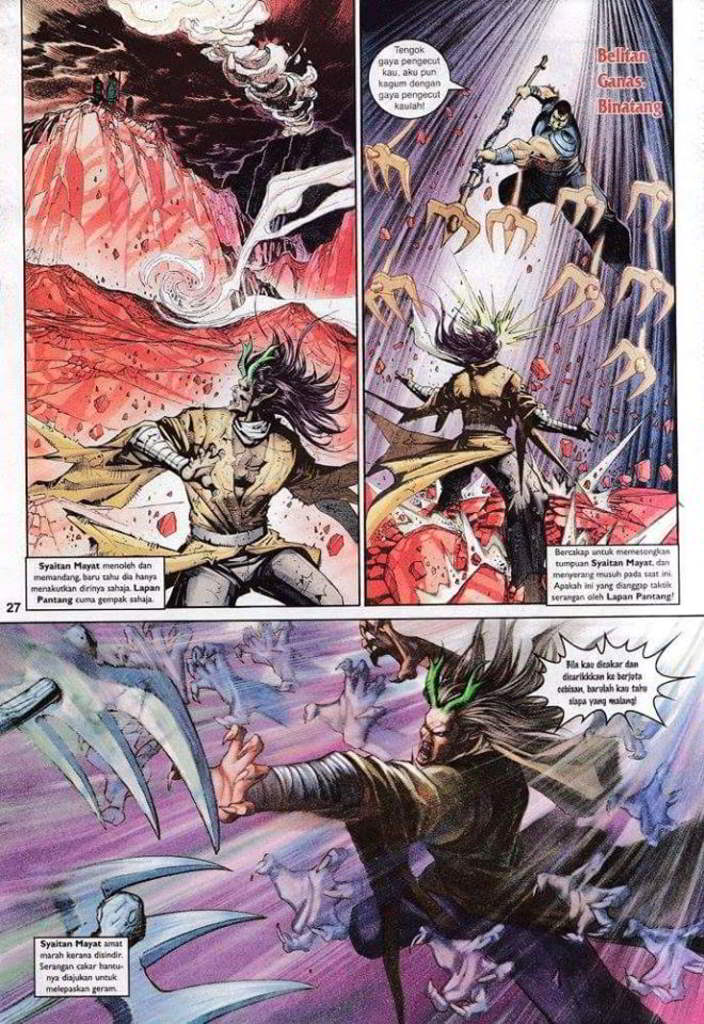 Syaitan Mayat menoleh dan
memandang, baru tahu dia hanya
menakutkan dirinya sahaja. Lapan
Pantang cuma gempak sahaja.
Tengok
gaya pengecut
kau, aku pun
kagum dengan
gaya pengecut
kaulah!
Belitan
Ganas
Binatang
Bercakap untuk memesongkan
tumpuan Syaitan Mayat, dan
menyerang musuh pada saat ini.
Apakah ini yang dianggap taktik
serangan oleh Lapan Pantang!
27
Bila kau dicakar dan
dicarikkkan ke berjuta
cebisan, barulah kau tahu
siapa yang malang!
Syaitan Mayat amat
marah kerana disindir.
Serangan cakar hantu-
nya diajukan untuk
melepaskan geram.